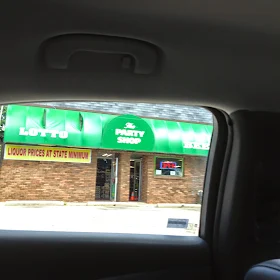 LOTTO
The
PARTY
SHOP
LIQUOR PRICES AT STATE MINIMUM